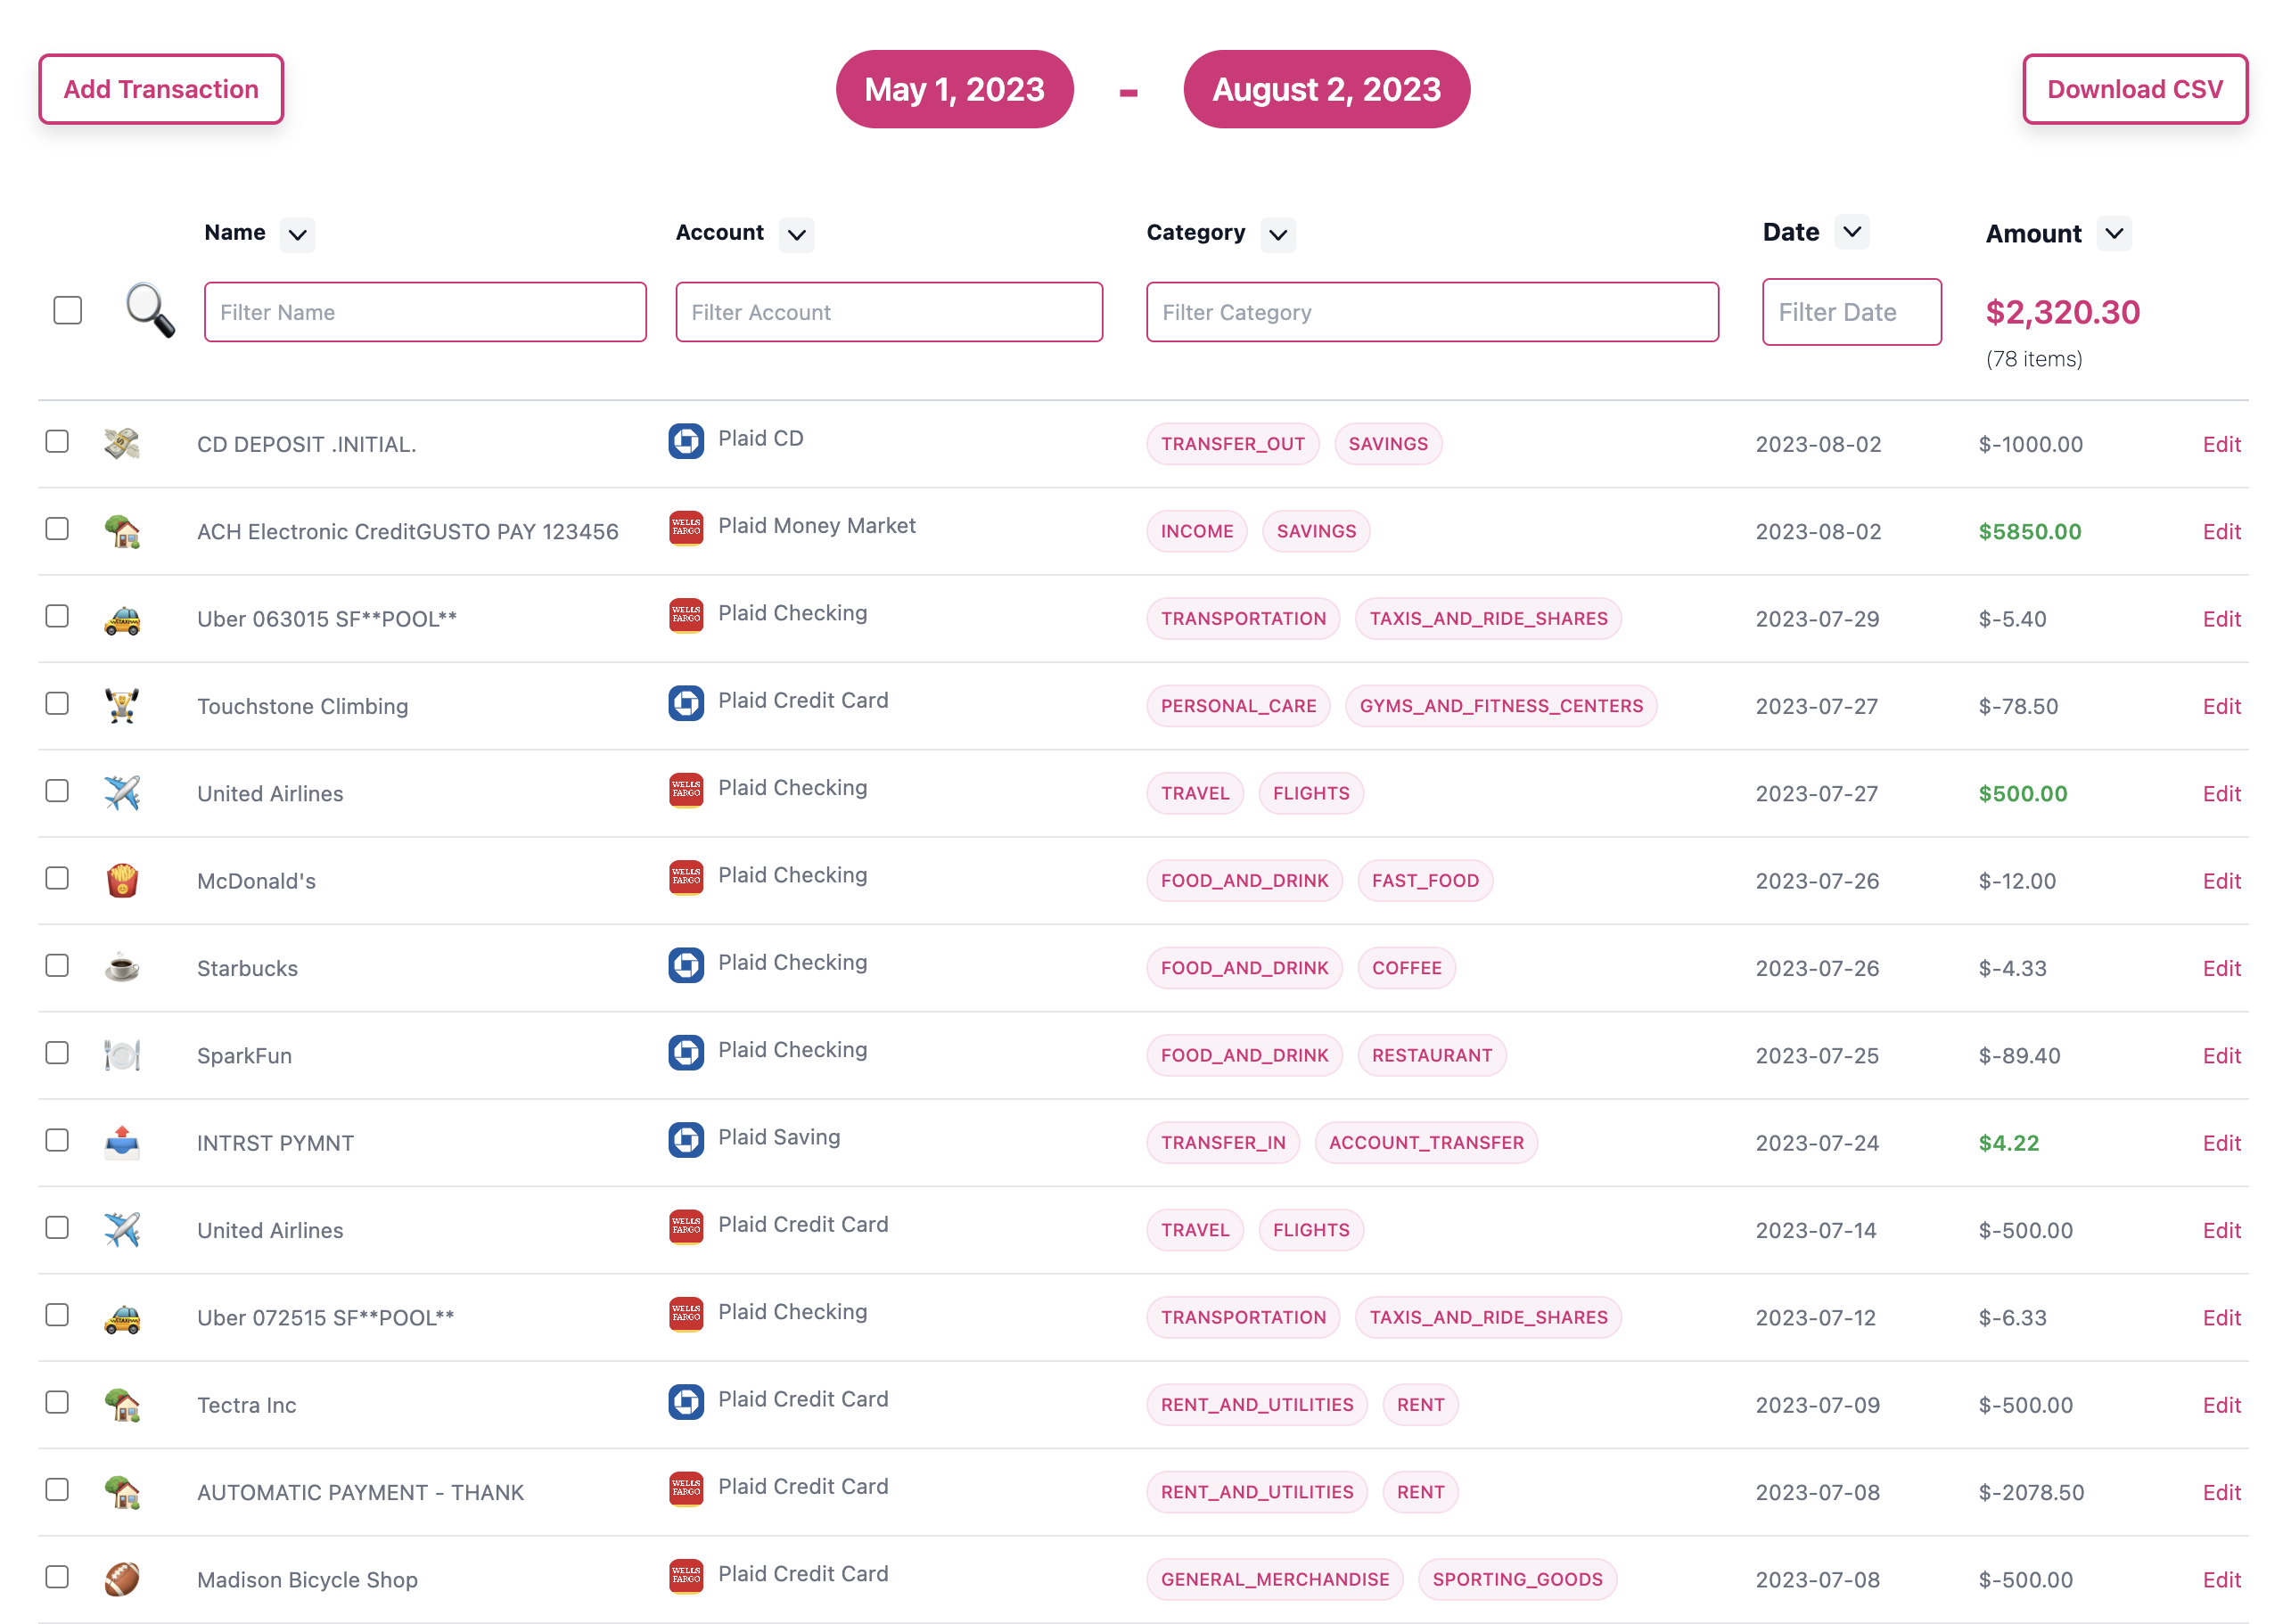 Add Transaction May 1, 2023 - August 2, 2023 Download CSV
Name Account Category Date Amount
Filter Name Filter Account Filter Category Filter Date $2,320.30
(78 items)
CD DEPOSIT .INITIAL. Plaid CD TRANSFER_OUT SAVINGS 2023-08-02 $-1000.00 Edit
ACH Electronic CreditGUSTO PAY 123456 WELLS FARGO Plaid Money Market INCOME SAVINGS 2023-08-02 $5850.00 Edit
Uber 063015 SF**POOL** WELLS FARGO Plaid Checking TRANSPORTATION TAXIS_AND_RIDE_SHARES 2023-07-29 $-5.40 Edit
Touchstone Climbing Plaid Credit Card PERSONAL_CARE GYMS_AND_FITNESS_CENTERS 2023-07-27 $-78.50 Edit
United Airlines WELLS FARGO Plaid Checking TRAVEL FLIGHTS 2023-07-27 $500.00 Edit
McDonald's WELLS FARGO Plaid Checking FOOD_AND_DRINK FAST_FOOD 2023-07-26 $-12.00 Edit
Starbucks Plaid Checking FOOD_AND_DRINK COFFEE 2023-07-26 $-4.33 Edit
SparkFun Plaid Checking FOOD_AND_DRINK RESTAURANT 2023-07-25 $-89.40 Edit
INTRST PYMNT Plaid Saving TRANSFER_IN ACCOUNT_TRANSFER 2023-07-24 $4.22 Edit
United Airlines WELLS FARGO Plaid Credit Card TRAVEL FLIGHTS 2023-07-14 $-500.00 Edit
Uber 072515 SF**POOL** WELLS FARGO Plaid Checking TRANSPORTATION TAXIS_AND_RIDE_SHARES 2023-07-12 $-6.33 Edit
Tectra Inc Plaid Credit Card RENT_AND_UTILITIES RENT 2023-07-09 $-500.00 Edit
AUTOMATIC PAYMENT - THANK WELLS FARGO Plaid Credit Card RENT_AND_UTILITIES RENT 2023-07-08 $-2078.50 Edit
Madison Bicycle Shop WELLS FARGO Plaid Credit Card GENERAL_MERCHANDISE SPORTING_GOODS 2023-07-08 $-500.00 Edit